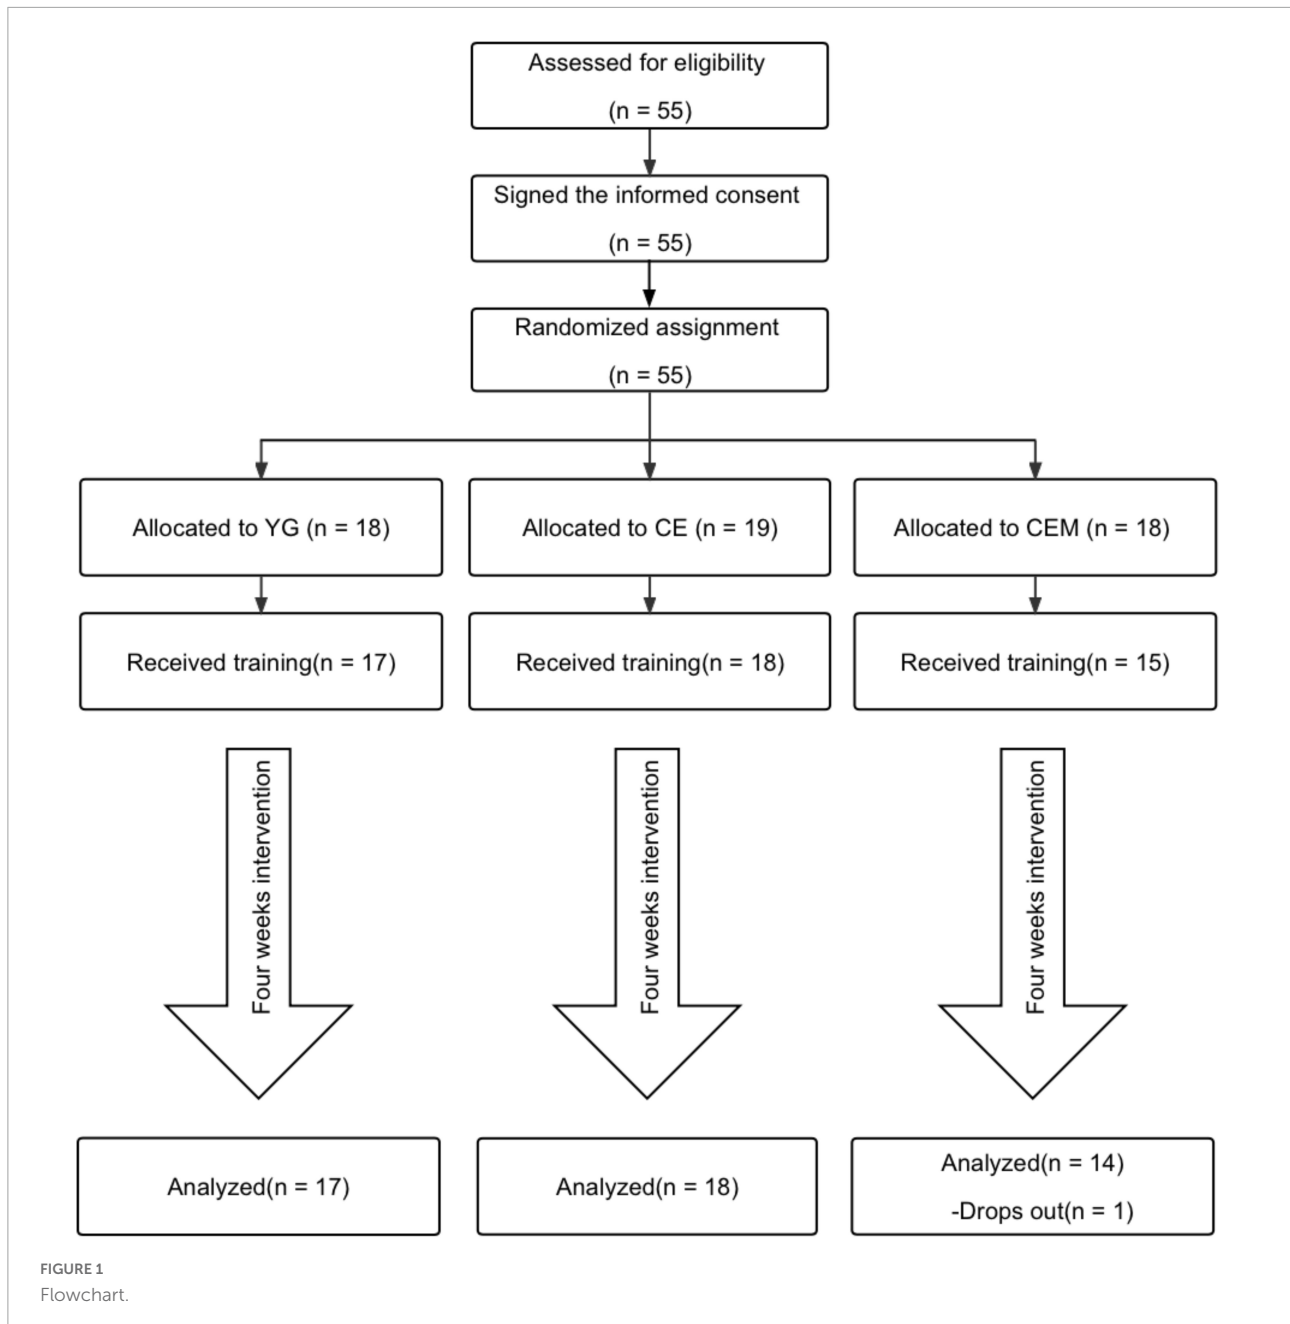 Assessed for eligibility
(n = 55)
Signed the informed consent
(n = 55)
Randomized assignment
(n = 55)
Allocated to YG (n = 18)
Allocated to CE (n = 19)
Allocated to CEM (n = 18)
Received training(n = 17)
Received training(n = 18)
Received training(n = 15)
Four weeks intervention
Four weeks intervention
Four weeks intervention
Analyzed(n = 17)
Analyzed(n = 18)
Analyzed(n = 14)
-Drops out(n = 1)
FIGURE 1
Flowchart.